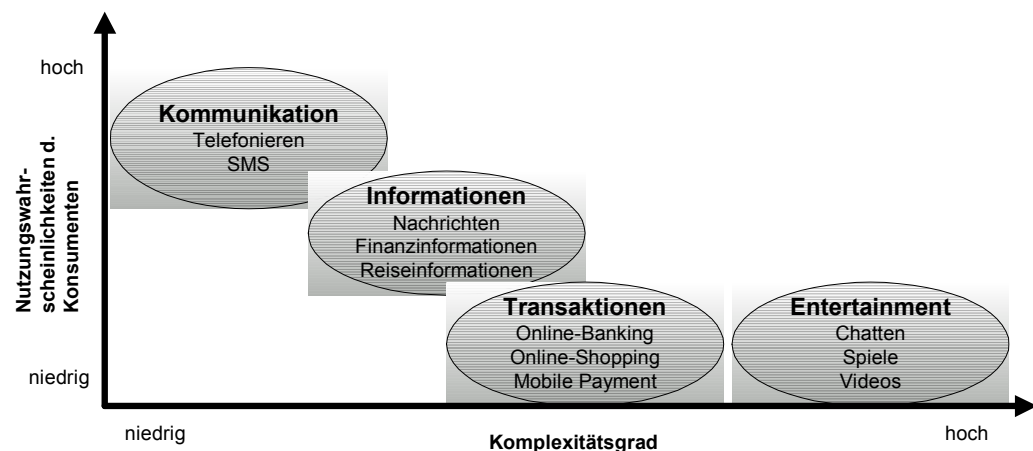 hoch
Nutzungswahr-
scheinlichkeiten d.
Konsumenten
niedrig
Kommunikation
Telefonieren
SMS
Informationen
Nachrichten
Finanzinformationen
Reiseinformationen
Transaktionen
Online-Banking
Online-Shopping
Mobile Payment
Entertainment
Chatten
Spiele
Videos
niedrig
Komplexitätsgrad
hoch